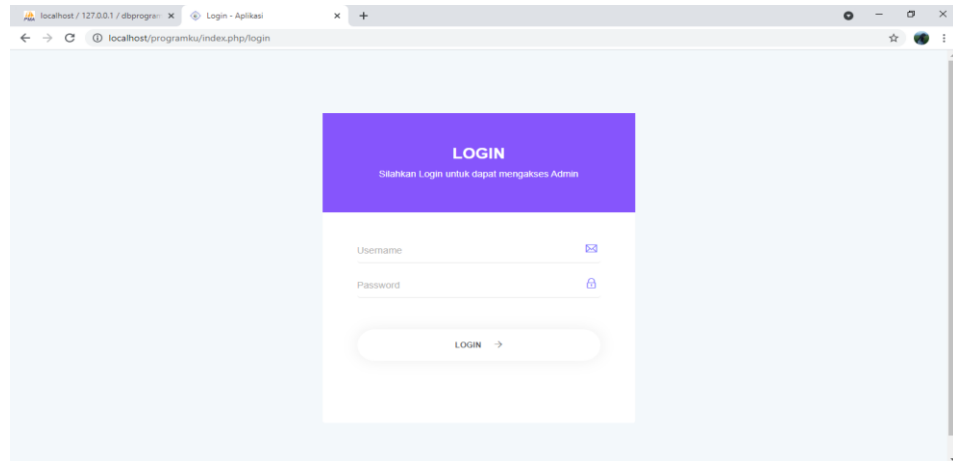 localhost / 127.0.0.1 / dbprogram
Login - Aplikasi
localhost/programku/index.php/login
LOGIN
Silahkan Login untuk dapat mengakses Admin
Username
Password
LOGIN